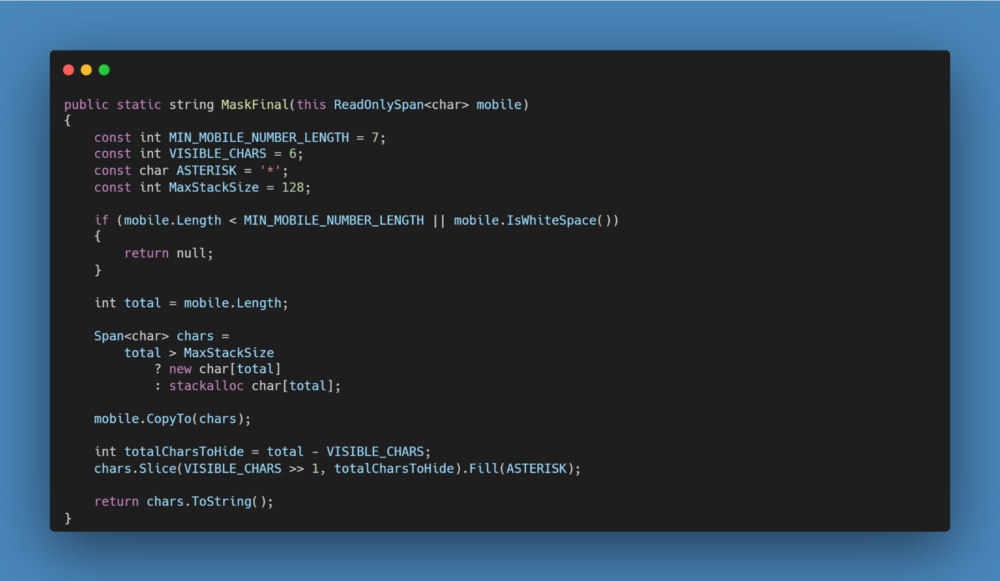 public static string MaskFinal(this ReadOnlySpan<char> mobile)
{
    const int MIN_MOBILE_NUMBER_LENGTH = 7;
    const int VISIBLE_CHARS = 6;
    const char ASTERISK = '*';
    const int MaxStackSize = 128;

    if (mobile.Length < MIN_MOBILE_NUMBER_LENGTH || mobile.IsWhiteSpace())
    {
        return null;
    }

    int total = mobile.Length;

    Span<char> chars =
        total > MaxStackSize
            ? new char[total]
            : stackalloc char[total];

    mobile.CopyTo(chars);

    int totalCharsToHide = total - VISIBLE_CHARS;
    chars.Slice(VISIBLE_CHARS >> 1, totalCharsToHide).Fill(ASTERISK);

    return chars.ToString();
}